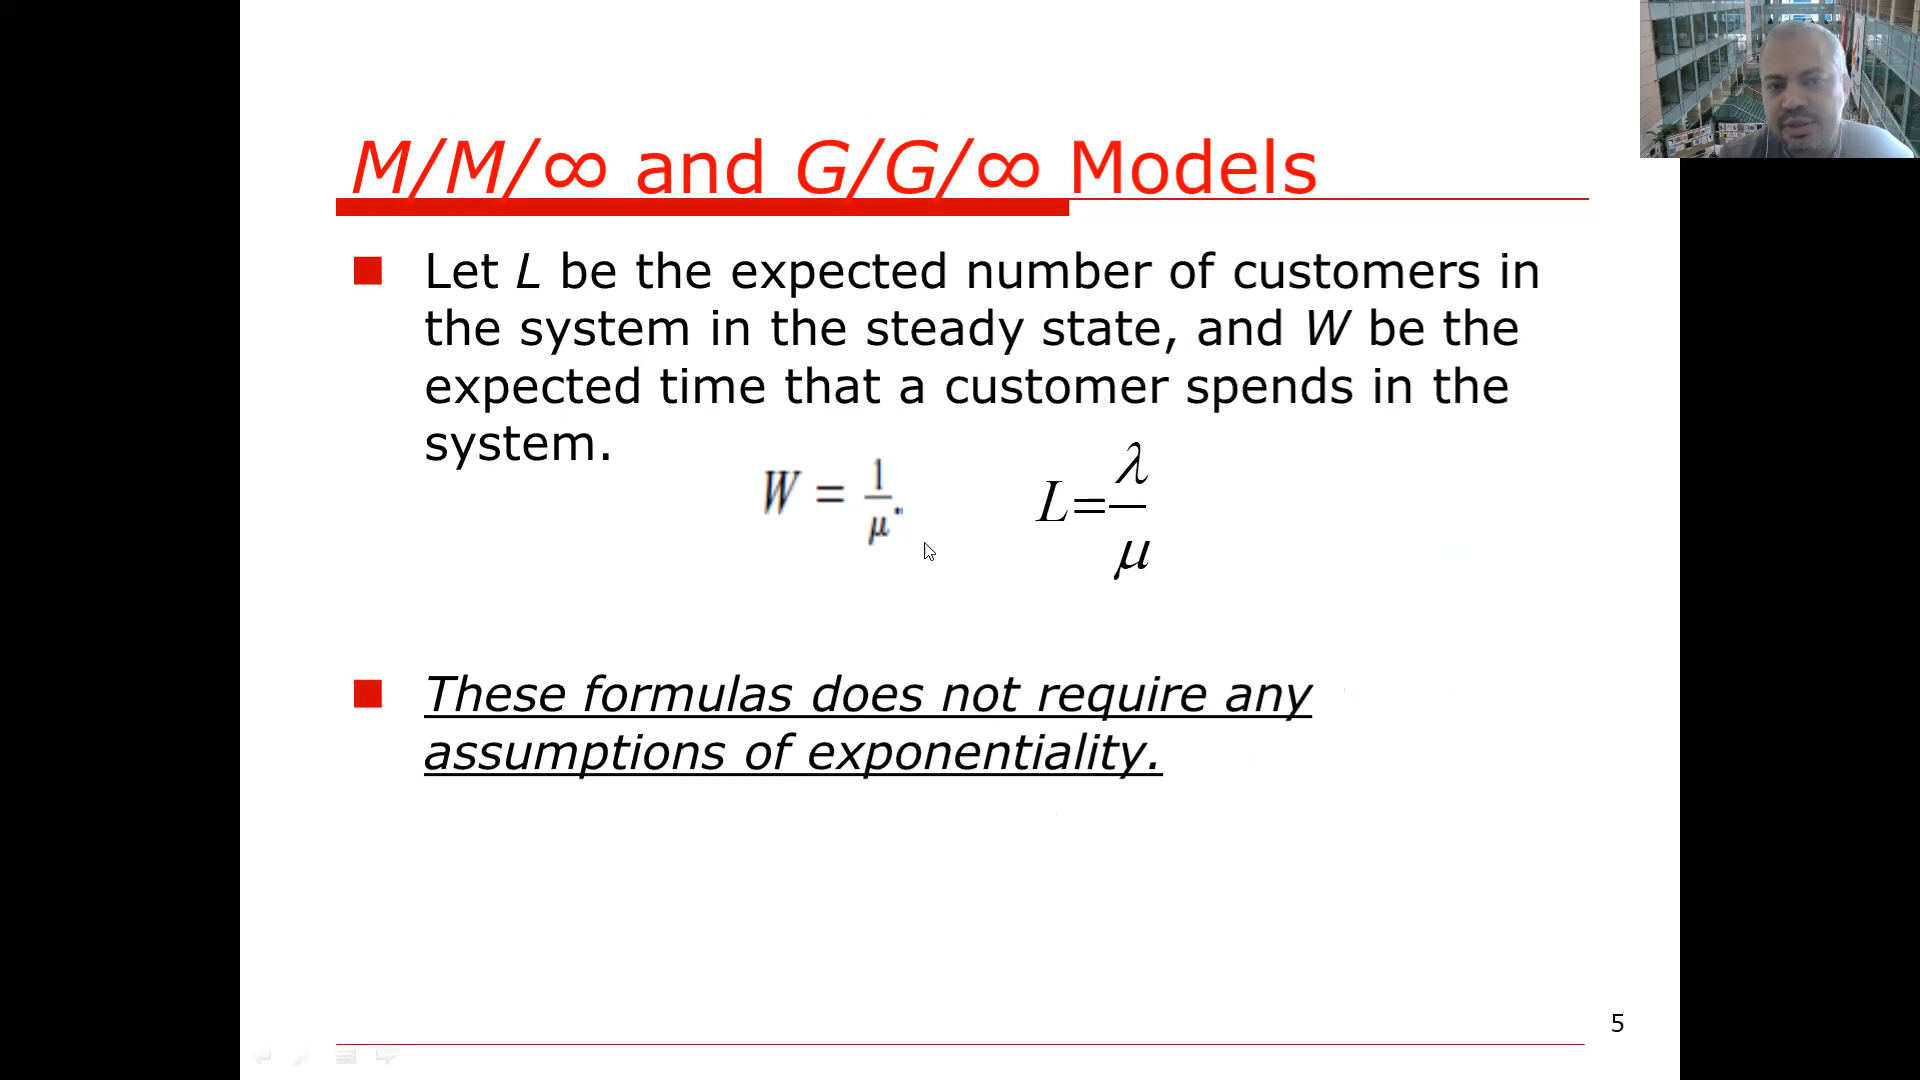 M/M/∞ and G/G/∞ Models
Let L be the expected number of customers in
the system in the steady state, and W be the
expected time that a customer spends in the
system.
W = 1/μ.
L=λ/μ
These formulas does not require any
assumptions of exponentiality.
5